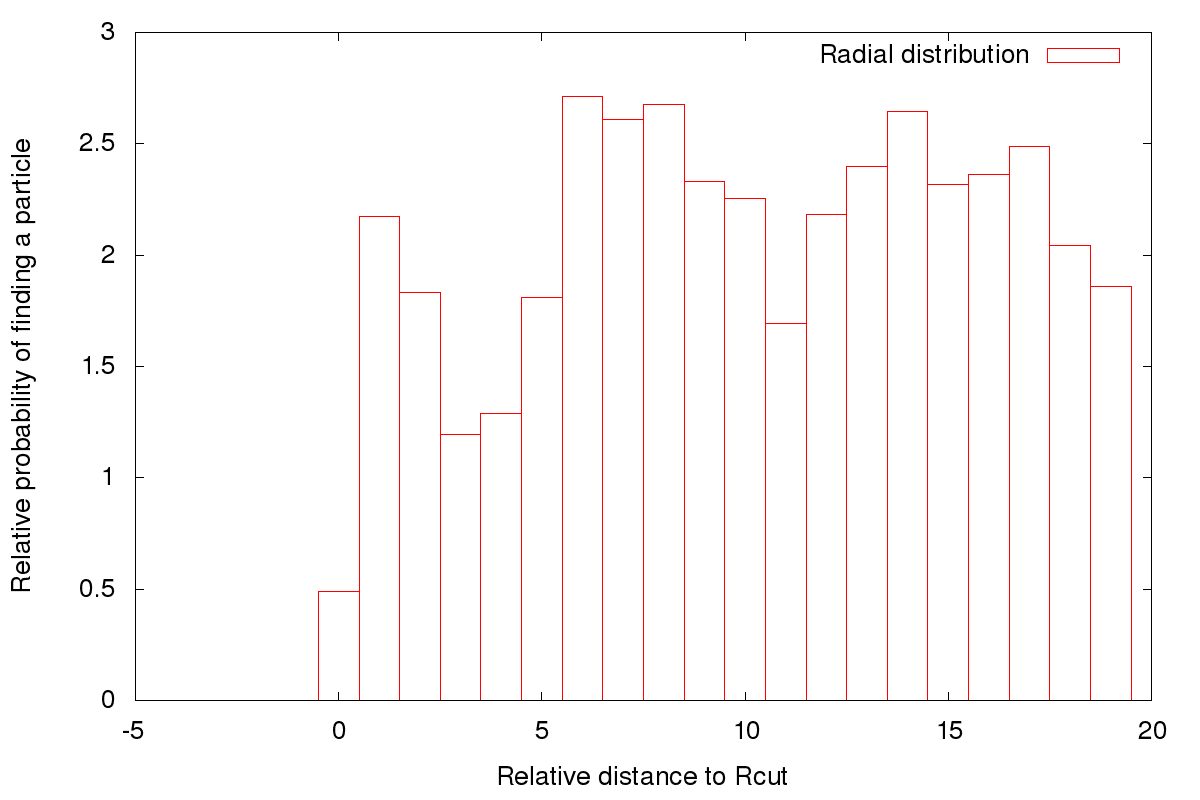 Radial distribution
Relative probability of finding a particle
3
2.5
2
1.5
1
0.5
0
-5 0 5 10 15 20
Relative distance to Rcut